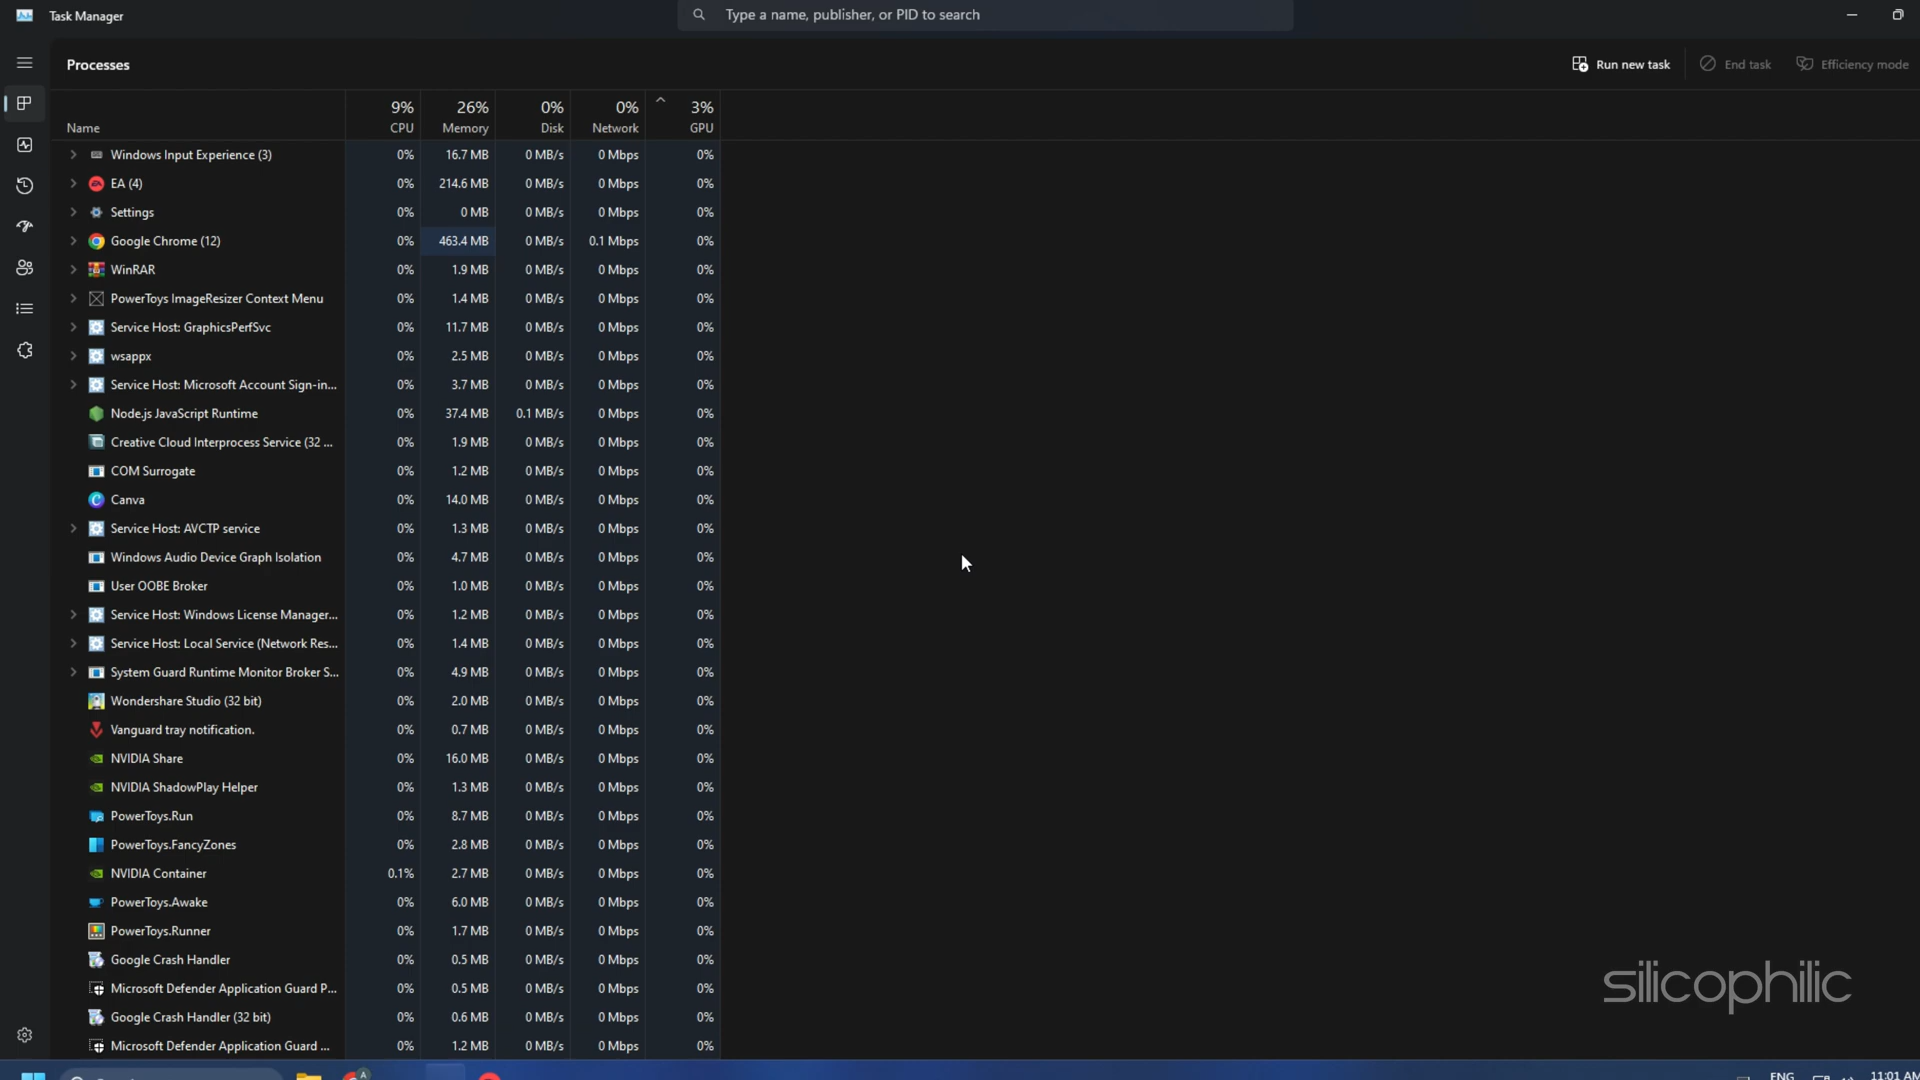 Task Manager
Type a name, publisher, or PID to search
Processes
Run new task
End task
Efficiency mode
9% 26% 0% 0% 3%
Name CPU Memory Disk Network GPU
Windows Input Experience (3) 0% 16.7 MB 0 MB/s 0 Mbps 0%
EA (4) 0% 214.6 MB 0 MB/s 0 Mbps 0%
Settings 0% 0 MB 0 MB/s 0 Mbps 0%
Google Chrome (12) 0% 463.4 MB 0 MB/s 0.1 Mbps 0%
WinRAR 0% 1.9 MB 0 MB/s 0 Mbps 0%
PowerToys ImageResizer Context Menu 0% 1.4 MB 0 MB/s 0 Mbps 0%
Service Host: GraphicsPerfSvc 0% 11.7 MB 0 MB/s 0 Mbps 0%
wsappx 0% 2.5 MB 0 MB/s 0 Mbps 0%
Service Host: Microsoft Account Sign-in... 0% 3.7 MB 0 MB/s 0 Mbps 0%
Node.js JavaScript Runtime 0% 37.4 MB 0.1 MB/s 0 Mbps 0%
Creative Cloud Interprocess Service (32 ... 0% 1.9 MB 0 MB/s 0 Mbps 0%
COM Surrogate 0% 1.2 MB 0 MB/s 0 Mbps 0%
Canva 0% 14.0 MB 0 MB/s 0 Mbps 0%
Service Host: AVCTP service 0% 1.3 MB 0 MB/s 0 Mbps 0%
Windows Audio Device Graph Isolation 0% 4.7 MB 0 MB/s 0 Mbps 0%
User OOBE Broker 0% 1.0 MB 0 MB/s 0 Mbps 0%
Service Host: Windows License Manager... 0% 1.2 MB 0 MB/s 0 Mbps 0%
Service Host: Local Service (Network Res... 0% 1.4 MB 0 MB/s 0 Mbps 0%
System Guard Runtime Monitor Broker S... 0% 4.9 MB 0 MB/s 0 Mbps 0%
Wondershare Studio (32 bit) 0% 2.0 MB 0 MB/s 0 Mbps 0%
Vanguard tray notification. 0% 0.7 MB 0 MB/s 0 Mbps 0%
NVIDIA Share 0% 16.0 MB 0 MB/s 0 Mbps 0%
NVIDIA ShadowPlay Helper 0% 1.3 MB 0 MB/s 0 Mbps 0%
PowerToys.Run 0% 8.7 MB 0 MB/s 0 Mbps 0%
PowerToys.FancyZones 0% 2.8 MB 0 MB/s 0 Mbps 0%
NVIDIA Container 0.1% 2.7 MB 0 MB/s 0 Mbps 0%
PowerToys.Awake 0% 6.0 MB 0 MB/s 0 Mbps 0%
PowerToys.Runner 0% 1.7 MB 0 MB/s 0 Mbps 0%
Google Crash Handler 0% 0.5 MB 0 MB/s 0 Mbps 0%
Microsoft Defender Application Guard P... 0% 0.5 MB 0 MB/s 0 Mbps 0%
Google Crash Handler (32 bit) 0% 0.6 MB 0 MB/s 0 Mbps 0%
Microsoft Defender Application Guard ... 0% 1.2 MB 0 MB/s 0 Mbps 0%
silicophilic
A
ENG
11:01 AM